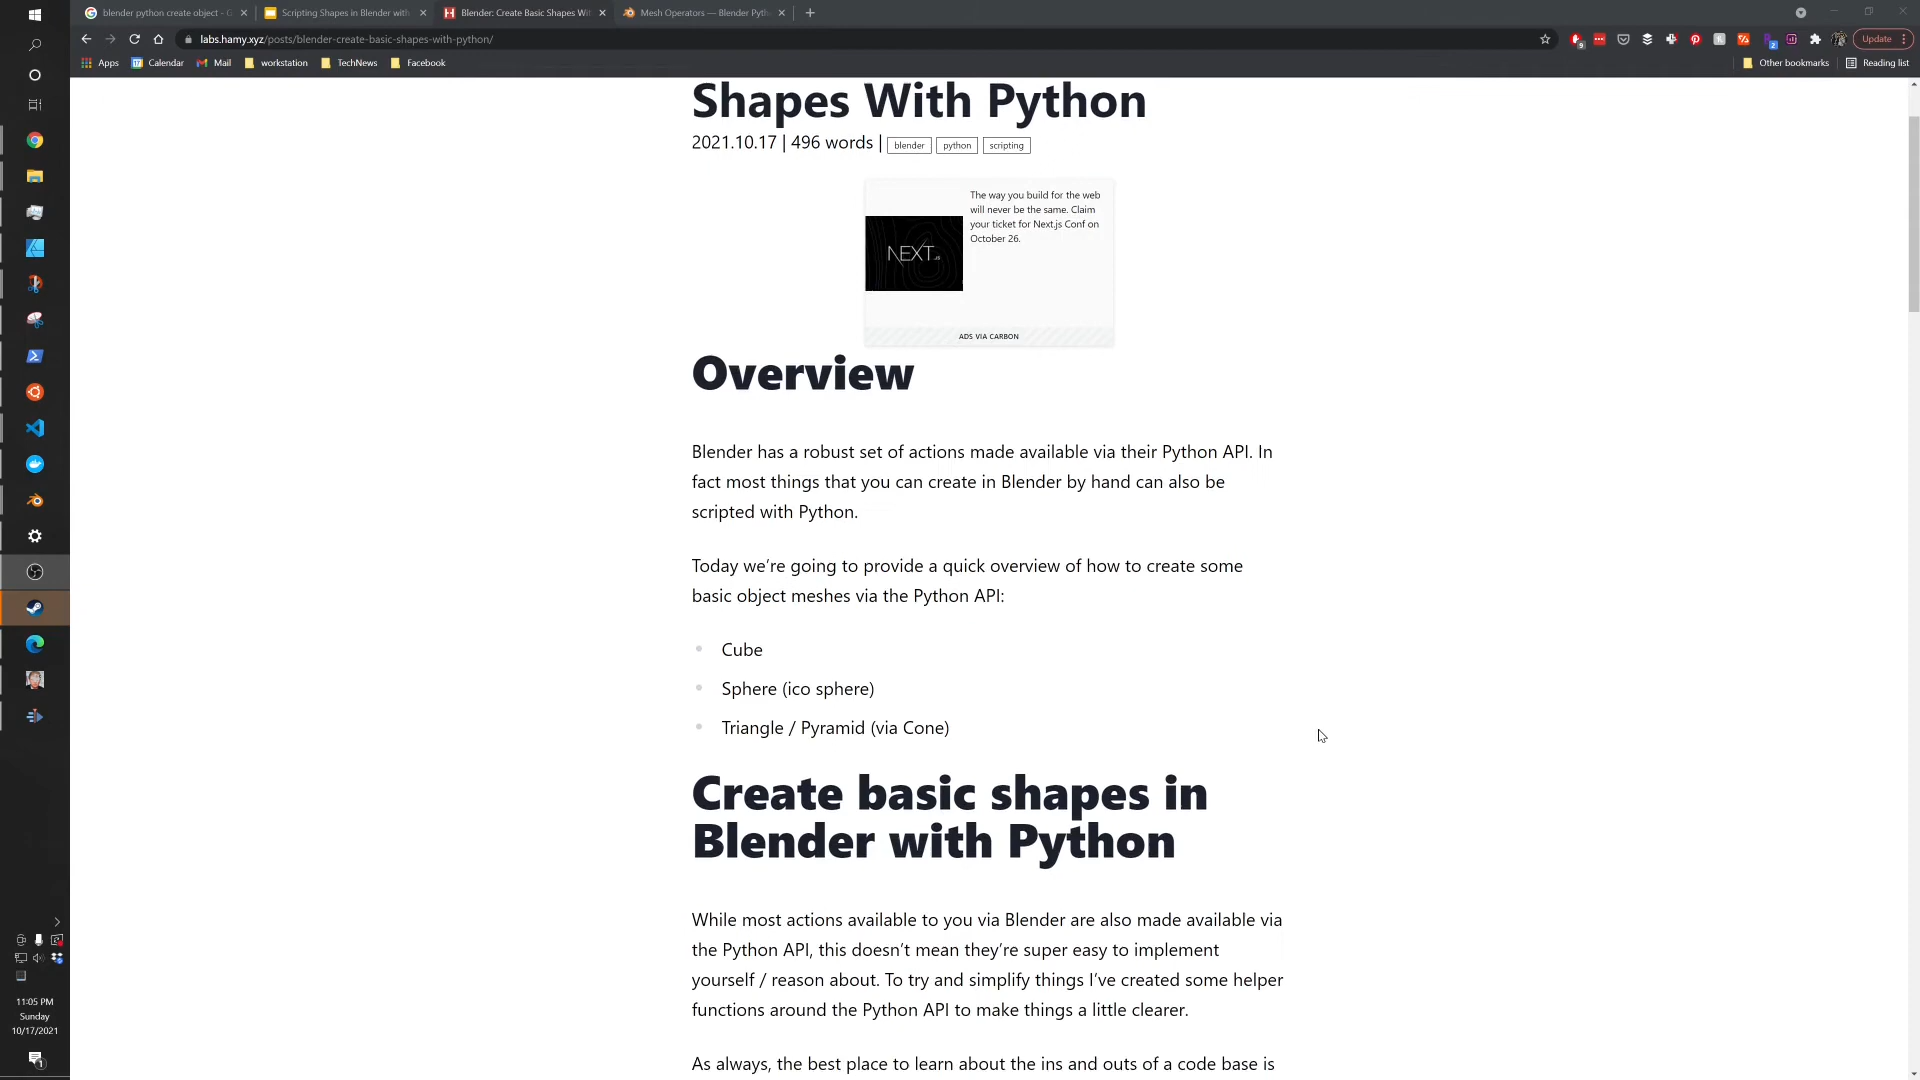 blender python create object - G
Scripting Shapes in Blender with
Blender: Create Basic Shapes Wit
Mesh Operators — Blender Pyth
labs.hamy.xyz/posts/blender-create-basic-shapes-with-python/
Update
Apps
Calendar
Mail
workstation
TechNews
Facebook
Other bookmarks
Reading list
Shapes With Python
2021.10.17 | 496 words | blender python scripting
The way you build for the web
will never be the same. Claim
your ticket for Next.js Conf on
October 26.
NEXT.JS
ADS VIA CARBON
Overview
Blender has a robust set of actions made available via their Python API. In
fact most things that you can create in Blender by hand can also be
scripted with Python.
Today we’re going to provide a quick overview of how to create some
basic object meshes via the Python API:
Cube
Sphere (ico sphere)
Triangle / Pyramid (via Cone)
Create basic shapes in
Blender with Python
While most actions available to you via Blender are also made available via
the Python API, this doesn’t mean they’re super easy to implement
yourself / reason about. To try and simplify things I’ve created some helper
functions around the Python API to make things a little clearer.
As always, the best place to learn about the ins and outs of a code base is
11:05 PM
Sunday
10/17/2021